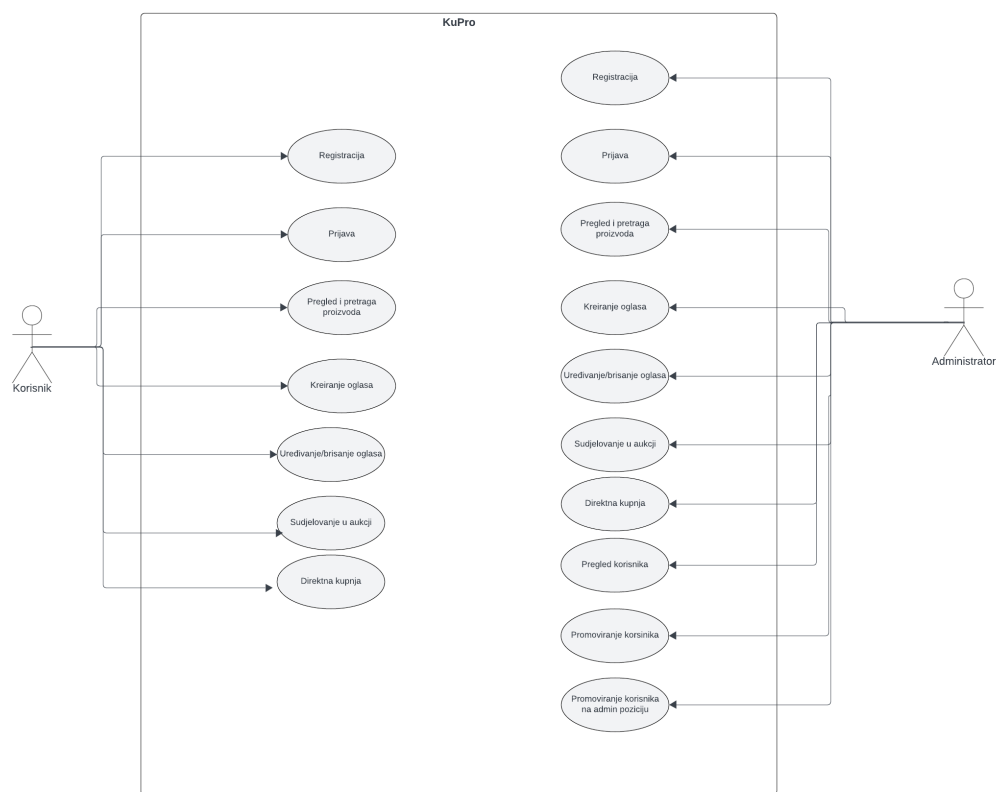 KuPro
Registracija
Prijava
Pregled i pretraga
proizvoda
Kreiranje oglasa
Uređivanje/brisanje oglasa
Sudjelovanje u aukciji
Direktna kupnja
Korisnik
Registracija
Prijava
Pregled i pretraga
proizvoda
Kreiranje oglasa
Uređivanje/brisanje oglasa
Sudjelovanje u aukciji
Direktna kupnja
Pregled korisnika
Promoviranje korsinika
Promoviranje korisnika
na admin poziciju
Administrator